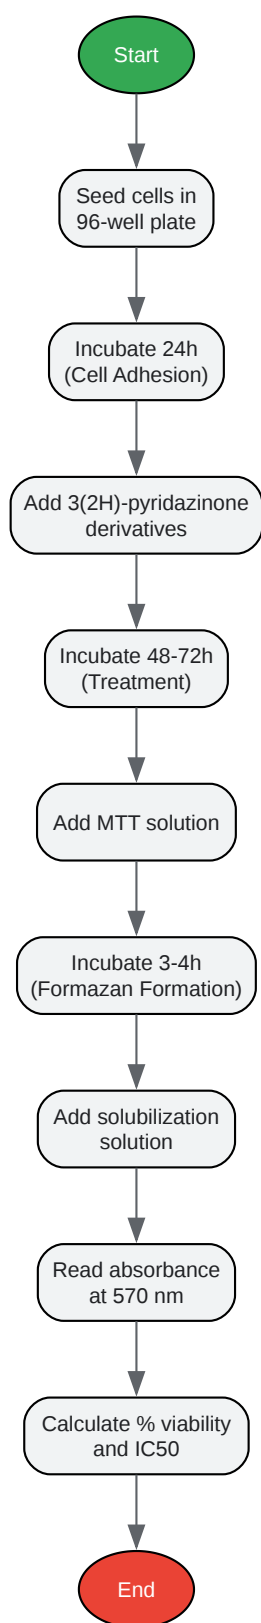 Start
Seed cells in
96-well plate
Incubate 24h
(Cell Adhesion)
Add 3(2H)-pyridazinone
derivatives
Incubate 48-72h
(Treatment)
Add MTT solution
Incubate 3-4h
(Formazan Formation)
Add solubilization
solution
Read absorbance
at 570 nm
Calculate % viability
and IC50
End